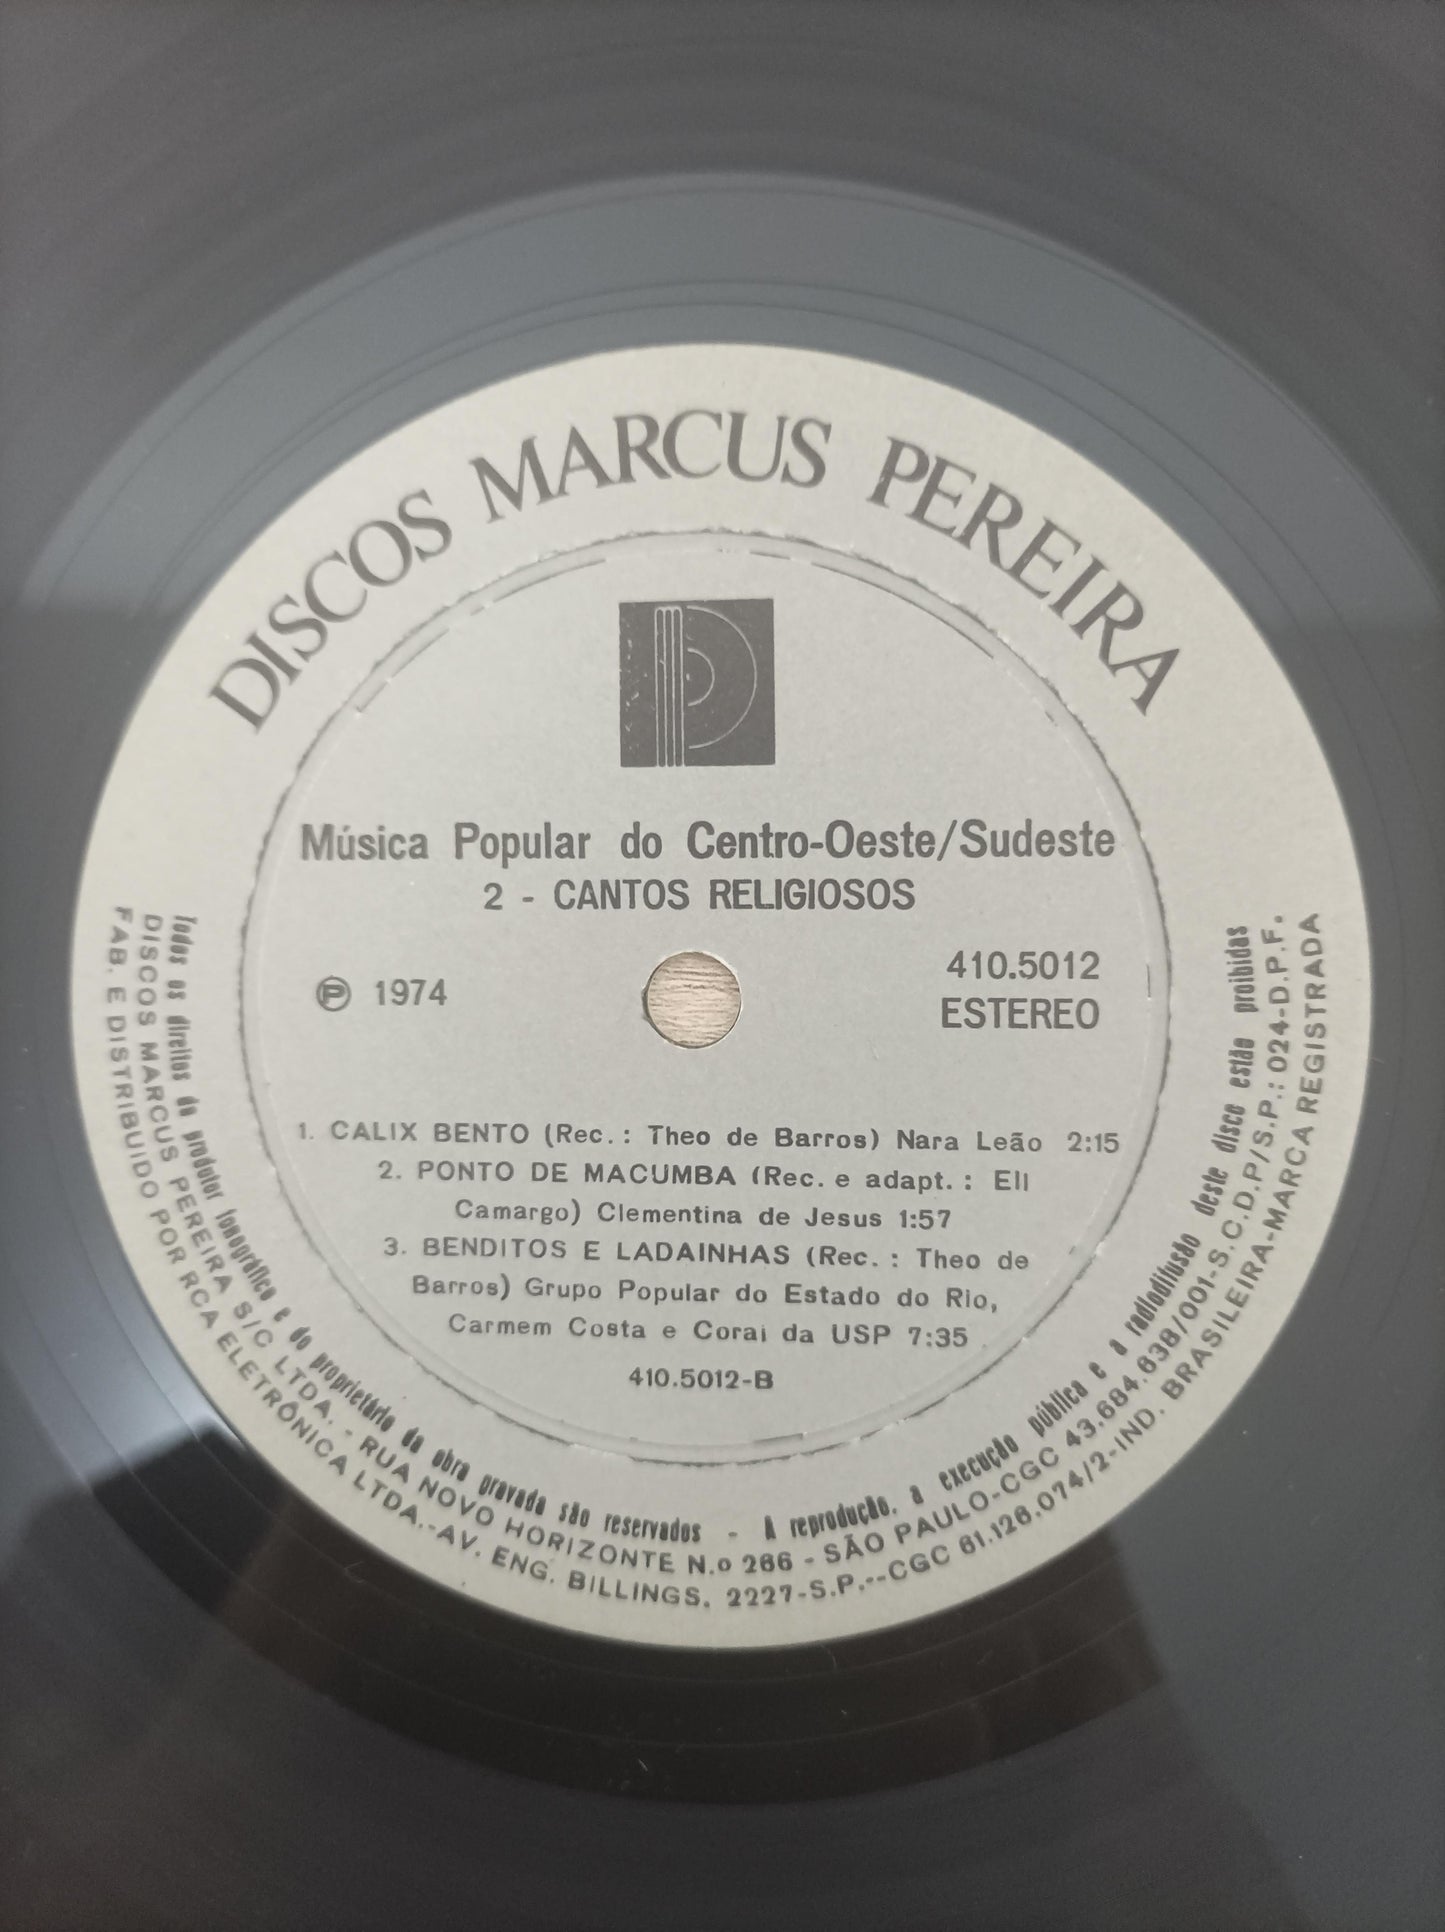 DISCOS MARCUS PEREIRA
Música Popular do Centro-Oeste/Sudeste
2 - CANTOS RELIGIOSOS
Ⓟ 1974
410.5012
ESTEREO
1. CALIX BENTO (Rec. : Theo de Barros) Nara Leão 2:15
2. PONTO DE MACUMBA (Rec. e adapt. : Eli
Camargo) Clementina de Jesus 1:57
3. BENDITOS E LADAINHAS (Rec. : Theo de
Barros) Grupo Popular do Estado do Rio,
Carmem Costa e Coral da USP 7:35
410.5012-B
Todos os direitos do produtor fonográfico e do proprietário da obra gravada são reservados - A reprodução, a execução pública e a radiodifusão deste disco estão proibidas
DISCOS MARCUS PEREIRA S/C LTDA. - RUA NOVO HORIZONTE N.o 266 - SÃO PAULO-CGC 43.684.638/001-S.C.D.P/S.P.: 024-D.P.F.
FAB. E DISTRIBUIDO POR RCA ELETRÔNICA LTDA.-AV. ENG. BILLINGS, 2227-S.P.--CGC 61.126.074/2-IND. BRASILEIRA-MARCA REGISTRADA